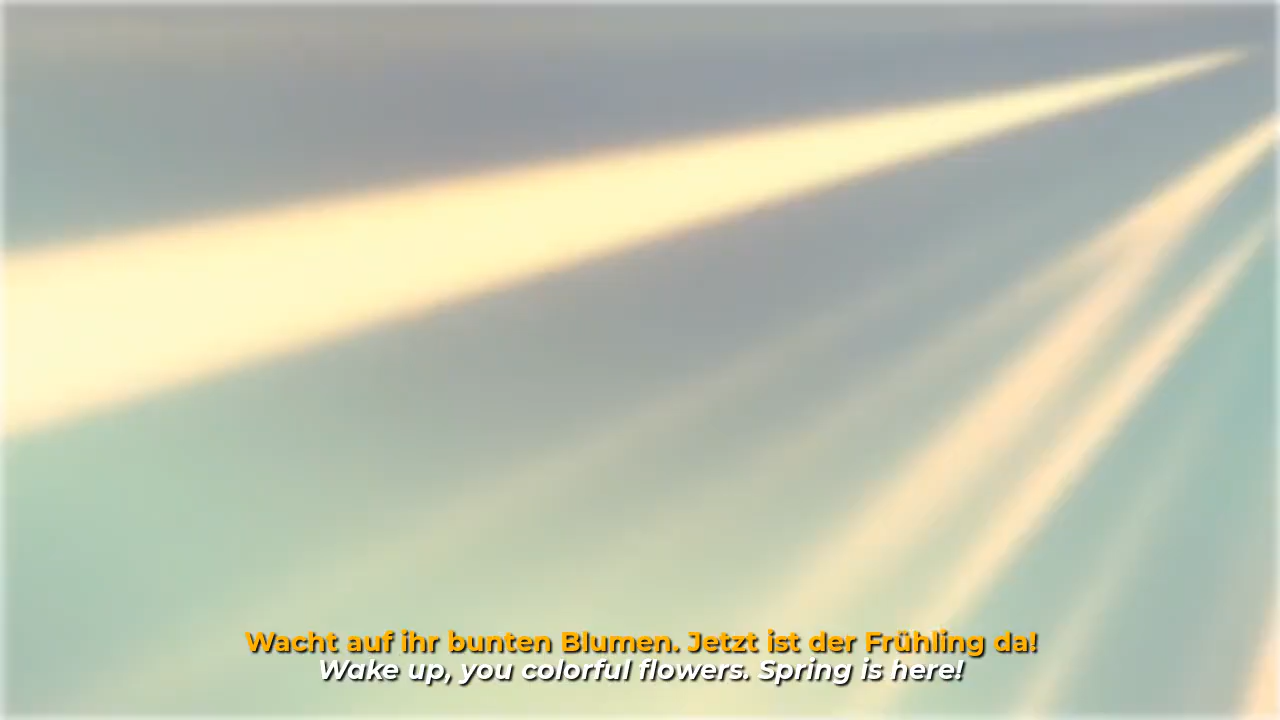 Wacht auf ihr bunten Blumen. Jetzt ist der Frühling da!
Wake up, you colorful flowers. Spring is here!